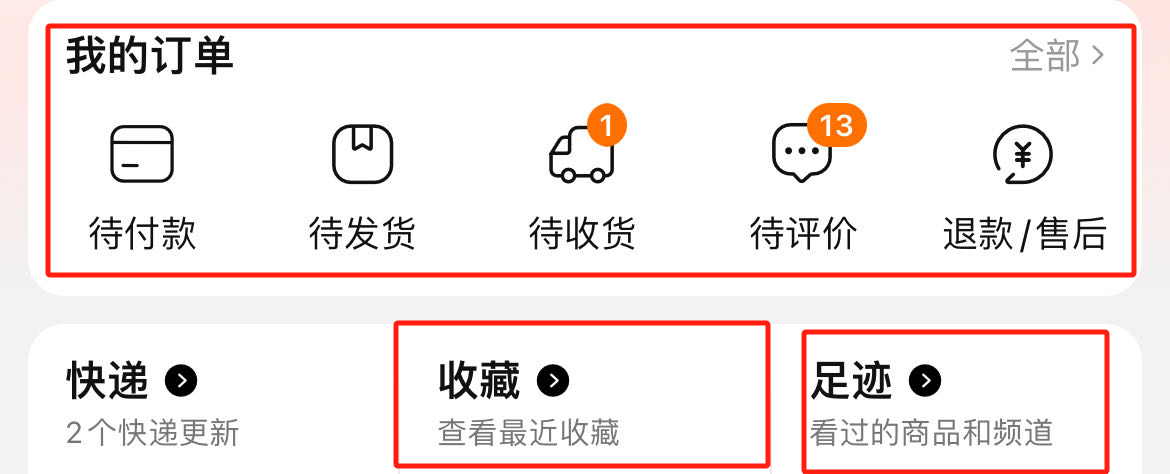 我的订单 全部 >
1 13
待付款 待发货 待收货 待评价 退款/售后
快递 收藏 足迹
2个快递更新 查看最近收藏 看过的商品和频道